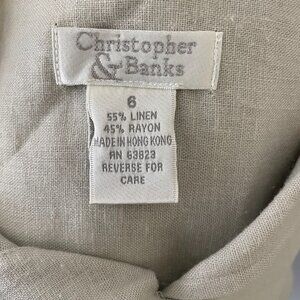 Christopher
& Banks
6
55% LINEN
45% RAYON
MADE IN HONG KONG
RN 63823
REVERSE FOR
CARE